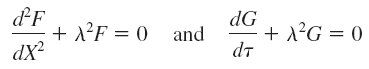 d²F/dX² + λ²F = 0 and dG/dτ + λ²G = 0